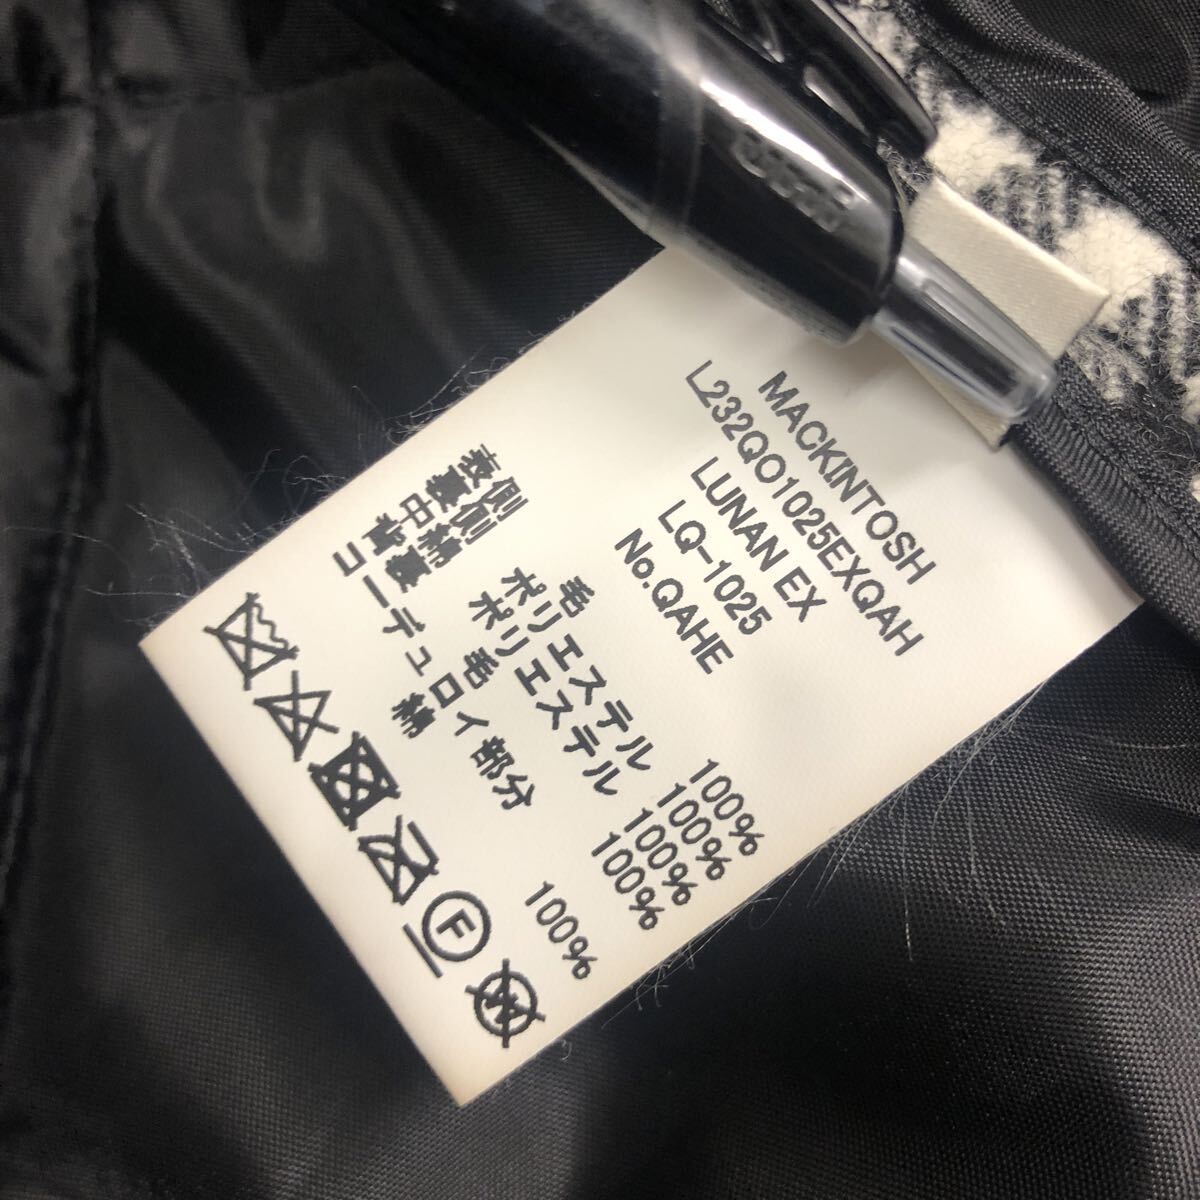 MACKINTOSH
L232QO1025EXQAH
LUNAN EX
LQ-1025
No.QAHE
表側 毛 100%
裏側 ポリエステル 100%
中綿 ポリエステル 100%
背裏 毛 100%
コーデュロイ部分
綿 100%
F
W